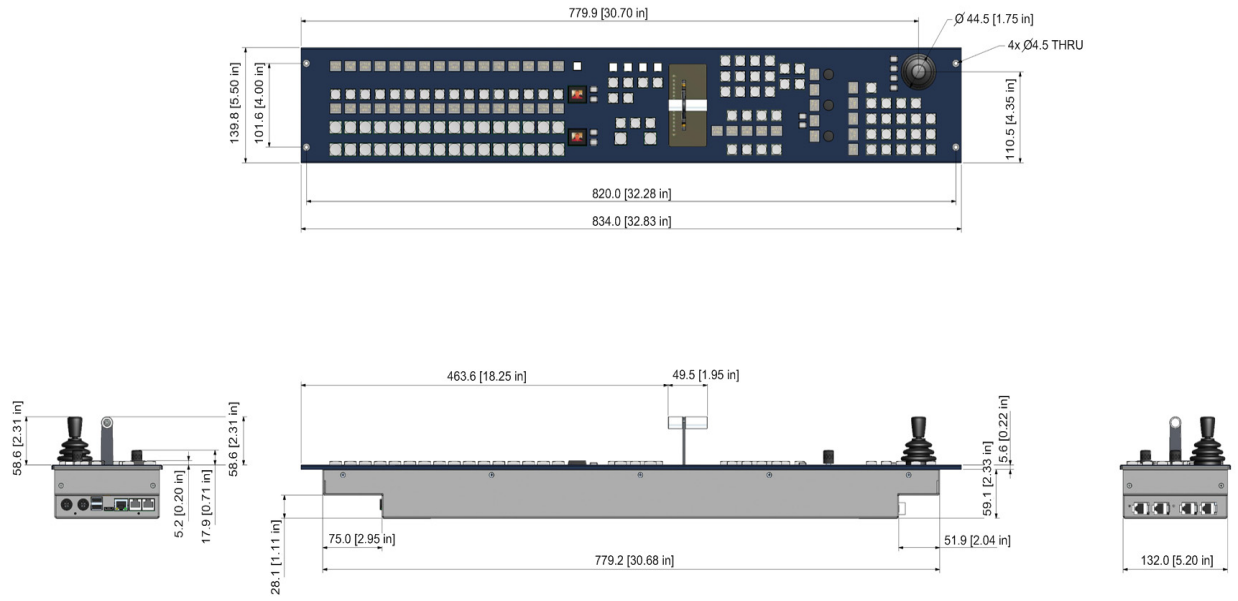 779.9 [30.70 in]
Ø 44.5 [1.75 in]
4x Ø4.5 THRU
139.8 [5.50 in]
101.6 [4.00 in]
110.5 [4.35 in]
820.0 [32.28 in]
834.0 [32.83 in]
463.6 [18.25 in]
49.5 [1.95 in]
58.6 [2.31 in]
5.2 [0.20 in]
17.9 [0.71 in]
58.6 [2.31 in]
5.6 [0.22 in]
59.1 [2.33 in]
28.1 [1.11 in]
75.0 [2.95 in]
51.9 [2.04 in]
779.2 [30.68 in]
132.0 [5.20 in]